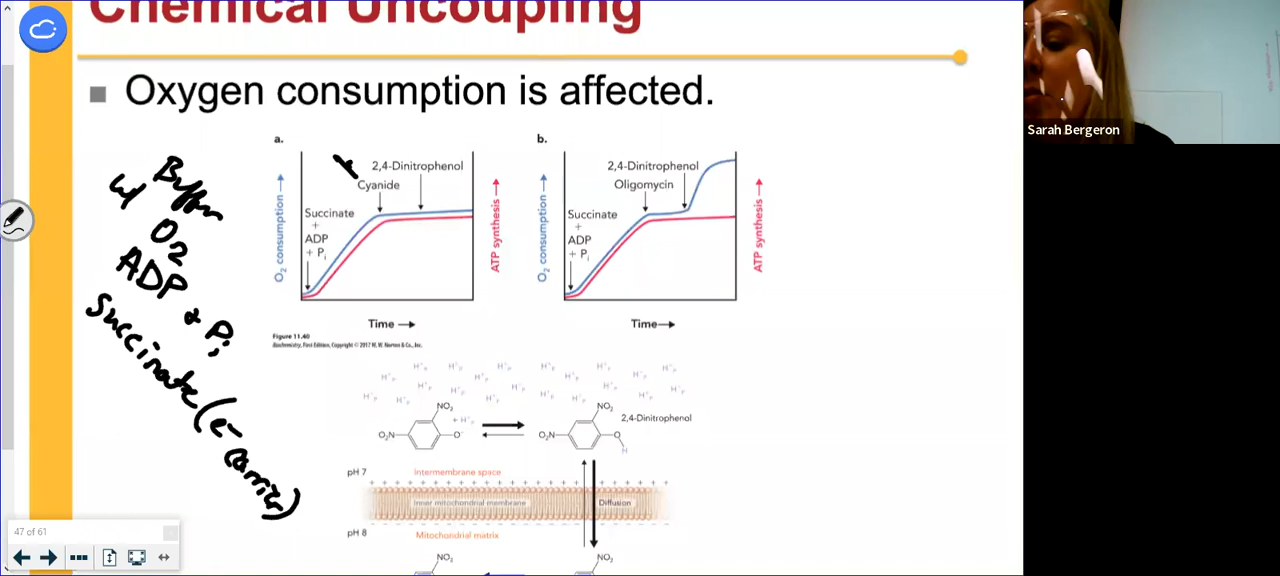 Chemical Uncoupling
Oxygen consumption is affected.
Sarah Bergeron
Buffer
w/ O2
ADP + Pi
Succinate (e- carrier)
a.
O2 consumption →
Succinate
+
ADP
+ Pi
Cyanide
2,4-Dinitrophenol
ATP synthesis →
Time →
b.
O2 consumption →
Succinate
+
ADP
+ Pi
Oligomycin
2,4-Dinitrophenol
ATP synthesis →
Time →
Figure 11.40
Biochemistry, First Edition, Copyright © 2017 W. W. Norton & Co., Inc.
H+P H+P H+P H+P H+P H+P
H+P H+P H+P H+P
H+P H+P H+P H+P H+P
H+P H+P H+P H+P H+P H+P
NO2
+ H+P
O2N
O-
NO2
2,4-Dinitrophenol
O2N
O
H
pH 7
Intermembrane space
+ + + + + + + + + + + + + + + + + + + + +
Inner mitochondrial membrane
Diffusion
pH 8
Mitochondrial matrix
NO2
NO2
47 of 61